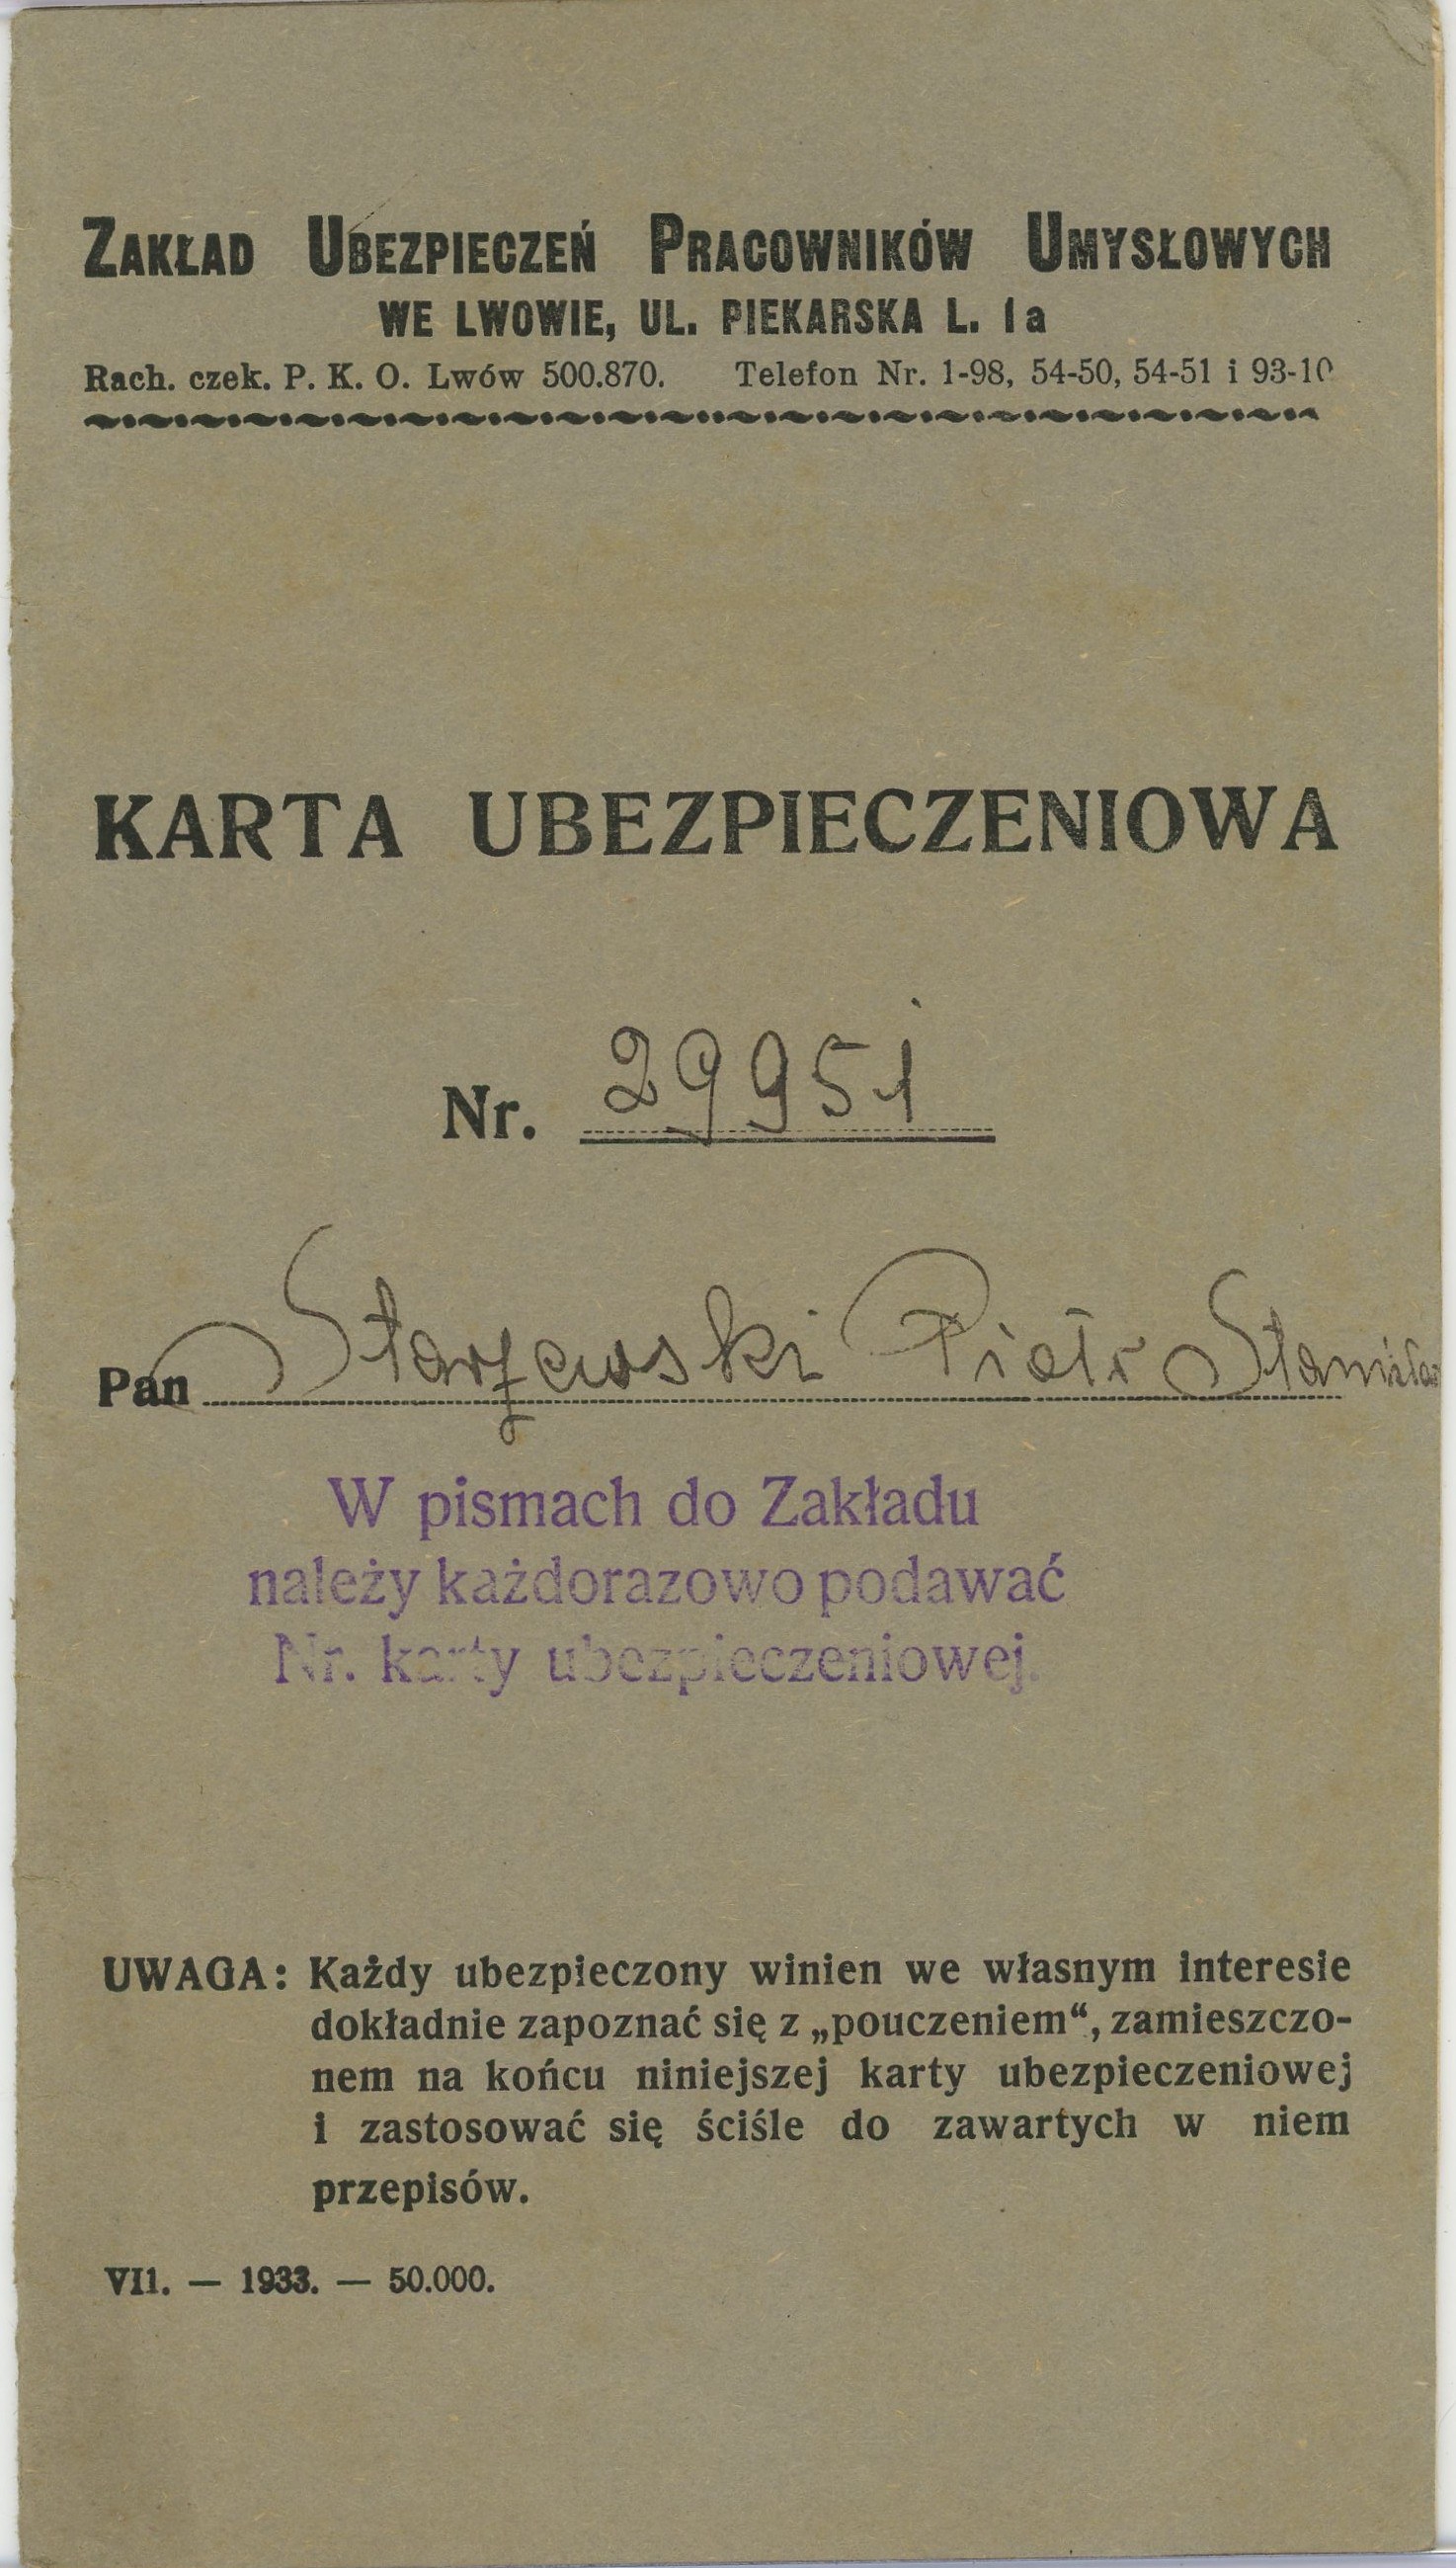 ZAKŁAD UBEZPIECZEŃ PRACOWNIKÓW UMYSŁOWYCH
WE LWOWIE, UL. PIEKARSKA L. 1a
Rach. czek. P. K. O. Lwów 500.870. Telefon Nr. 1-98, 54-50, 54-51 i 93-10
KARTA UBEZPIECZENIOWA
Nr. 29951
Pan Starzewski Piotr Stanisław
W pismach do Zakładu
należy każdorazowo podawać
Nr. karty ubezpieczeniowej.
UWAGA: Każdy ubezpieczony winien we własnym interesie
dokładnie zapoznać się z „pouczeniem“, zamieszczo-
nem na końcu niniejszej karty ubezpieczeniowej
i zastosować się ściśle do zawartych w niem
przepisów.
VII. — 1933. — 50.000.